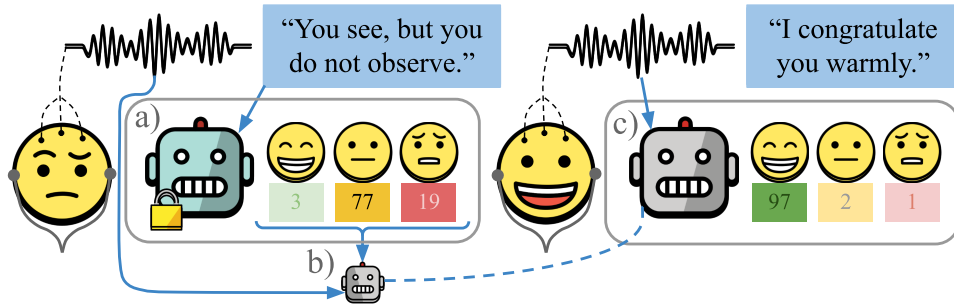 “You see, but you
do not observe.”
a)
3 77 19
b)
“I congratulate
you warmly.”
c)
97 2 1